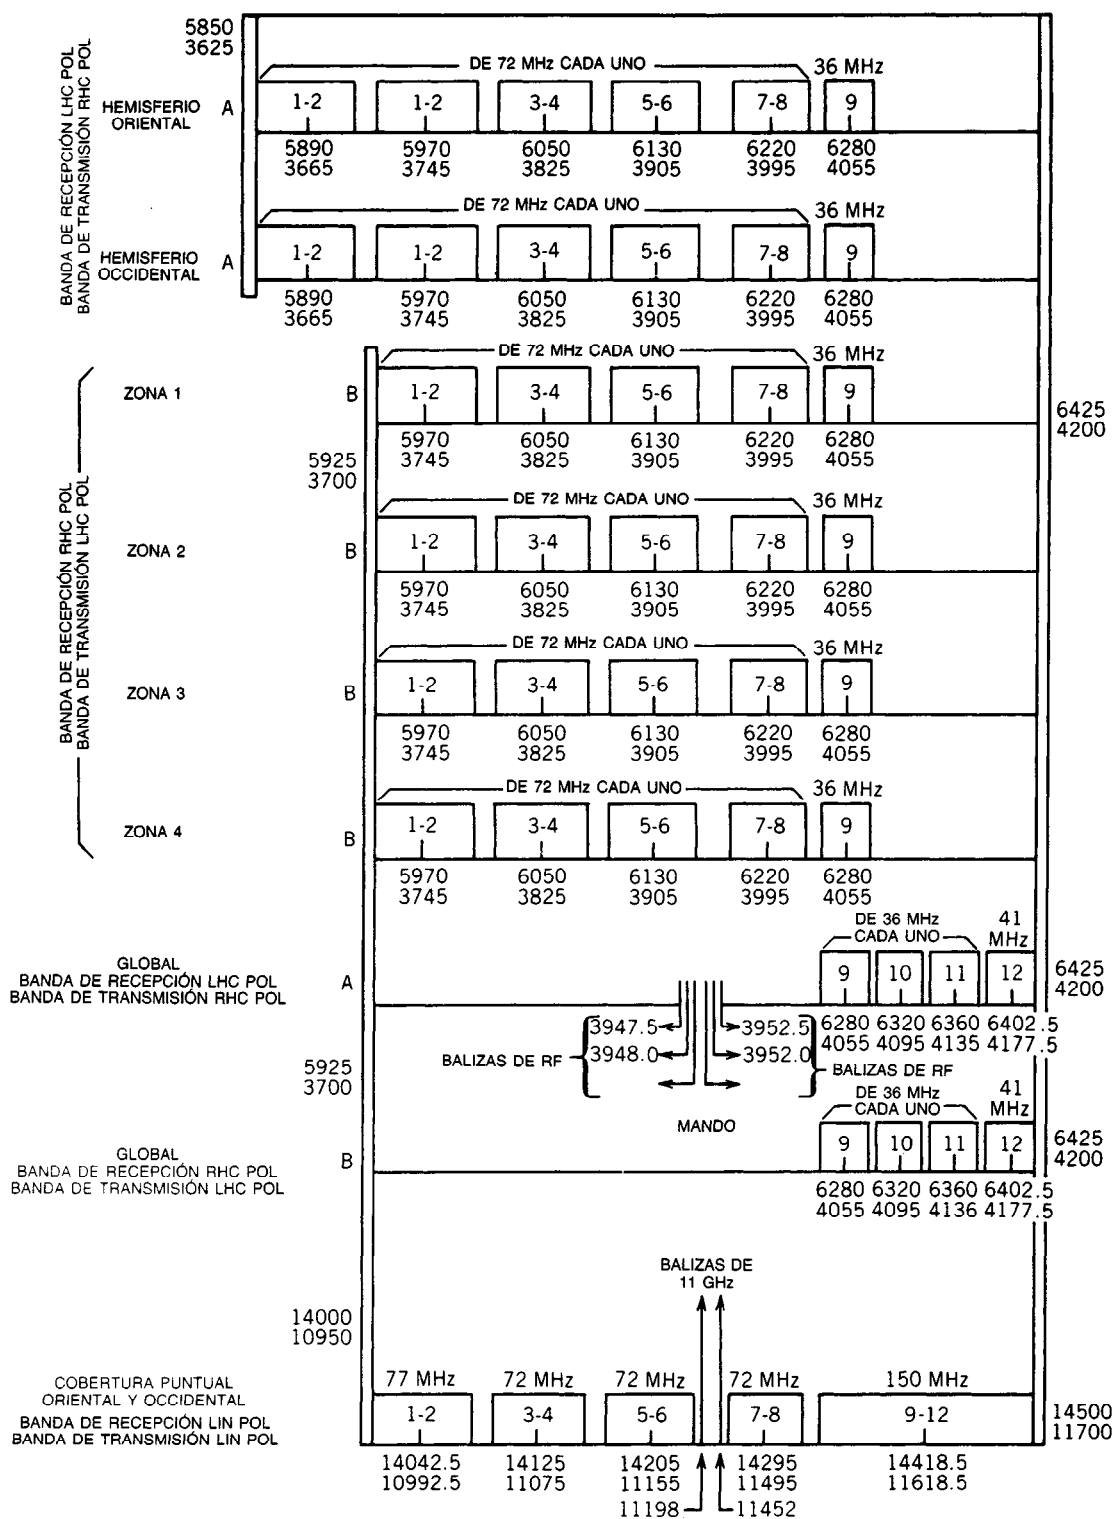 5850
3625
BANDA DE RECEPCIÓN LHC POL
BANDA DE TRANSMISIÓN RHC POL
DE 72 MHz CADA UNO
36 MHz
HEMISFERIO
ORIENTAL
A
1-2 1-2 3-4 5-6 7-8 9
5890 5970 6050 6130 6220 6280
3665 3745 3825 3905 3995 4055
DE 72 MHz CADA UNO
36 MHz
HEMISFERIO
OCCIDENTAL
A
1-2 1-2 3-4 5-6 7-8 9
5890 5970 6050 6130 6220 6280
3665 3745 3825 3905 3995 4055
BANDA DE RECEPCIÓN RHC POL
BANDA DE TRANSMISIÓN LHC POL
DE 72 MHz CADA UNO
36 MHz
ZONA 1
B
1-2 3-4 5-6 7-8 9
6425
4200
5970 6050 6130 6220 6280
3745 3825 3905 3995 4055
5925
3700
DE 72 MHz CADA UNO
36 MHz
ZONA 2
B
1-2 3-4 5-6 7-8 9
5970 6050 6130 6220 6280
3745 3825 3905 3995 4055
DE 72 MHz CADA UNO
36 MHz
ZONA 3
B
1-2 3-4 5-6 7-8 9
5970 6050 6130 6220 6280
3745 3825 3905 3995 4055
DE 72 MHz CADA UNO
36 MHz
ZONA 4
B
1-2 3-4 5-6 7-8 9
5970 6050 6130 6220 6280
3745 3825 3905 3995 4055
DE 36 MHz
CADA UNO
41
MHz
GLOBAL
BANDA DE RECEPCIÓN LHC POL
BANDA DE TRANSMISIÓN RHC POL
A
9 10 11 12
6425
4200
6280 6320 6360 6402.5
4055 4095 4135 4177.5
3947.5
3948.0
3952.5
3952.0
BALIZAS DE RF
BALIZAS DE RF
5925
3700
MANDO
DE 36 MHz
CADA UNO
41
MHz
GLOBAL
BANDA DE RECEPCIÓN RHC POL
BANDA DE TRANSMISIÓN LHC POL
B
9 10 11 12
6425
4200
6280 6320 6360 6402.5
4055 4095 4136 4177.5
BALIZAS DE
11 GHz
14000
10950
COBERTURA PUNTUAL
ORIENTAL Y OCCIDENTAL
BANDA DE RECEPCIÓN LIN POL
BANDA DE TRANSMISIÓN LIN POL
77 MHz 72 MHz 72 MHz 72 MHz 150 MHz
1-2 3-4 5-6 7-8 9-12
14500
11700
14042.5 14125 14205 14295 14418.5
10992.5 11075 11155 11495 11618.5
11198 11452